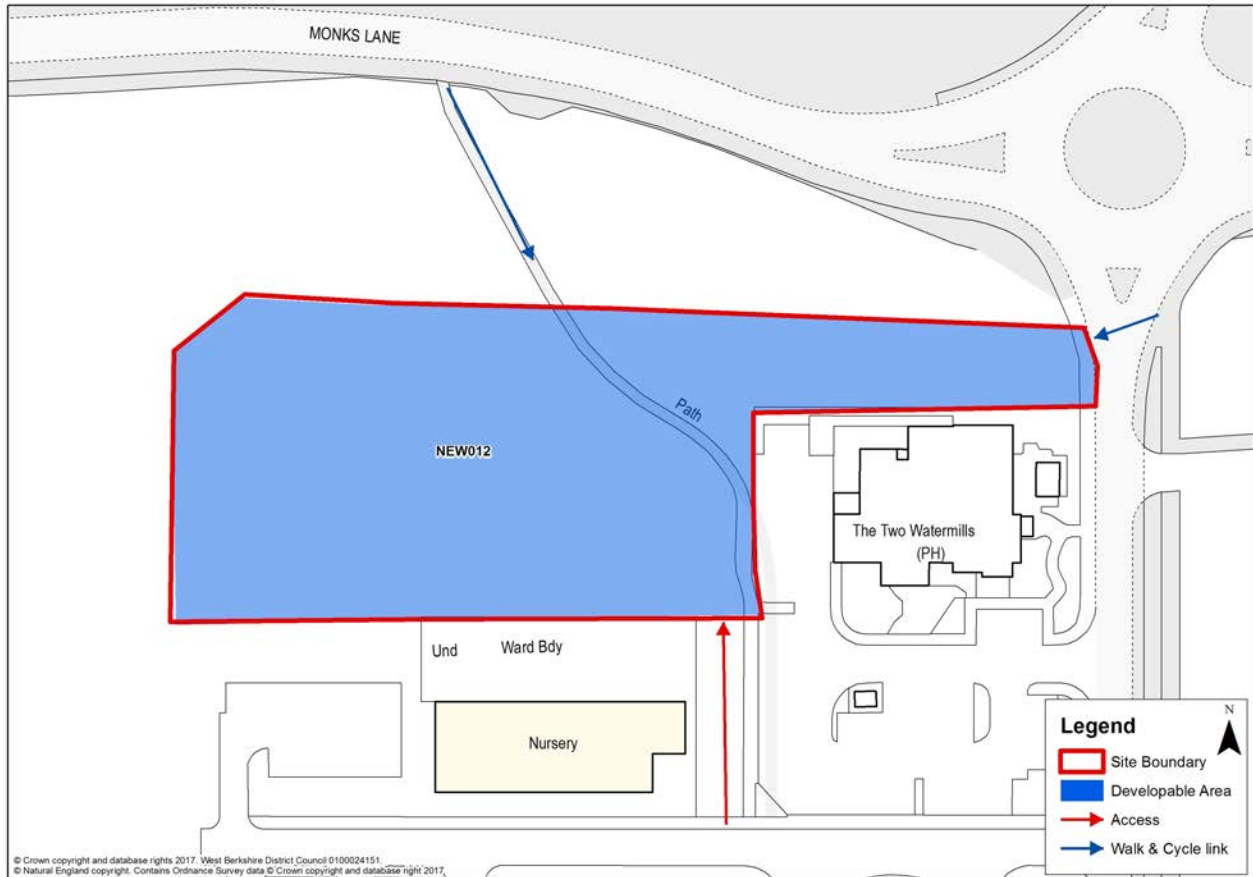 MONKS LANE
Path
NEW012
The Two Watermills
(PH)
Und
Ward Bdy
Nursery
N
Legend
Site Boundary
Developable Area
Access
Walk & Cycle link
© Crown copyright and database rights 2017. West Berkshire District Council 0100024151.
© Natural England copyright. Contains Ordnance Survey data © Crown copyright and database right 2017